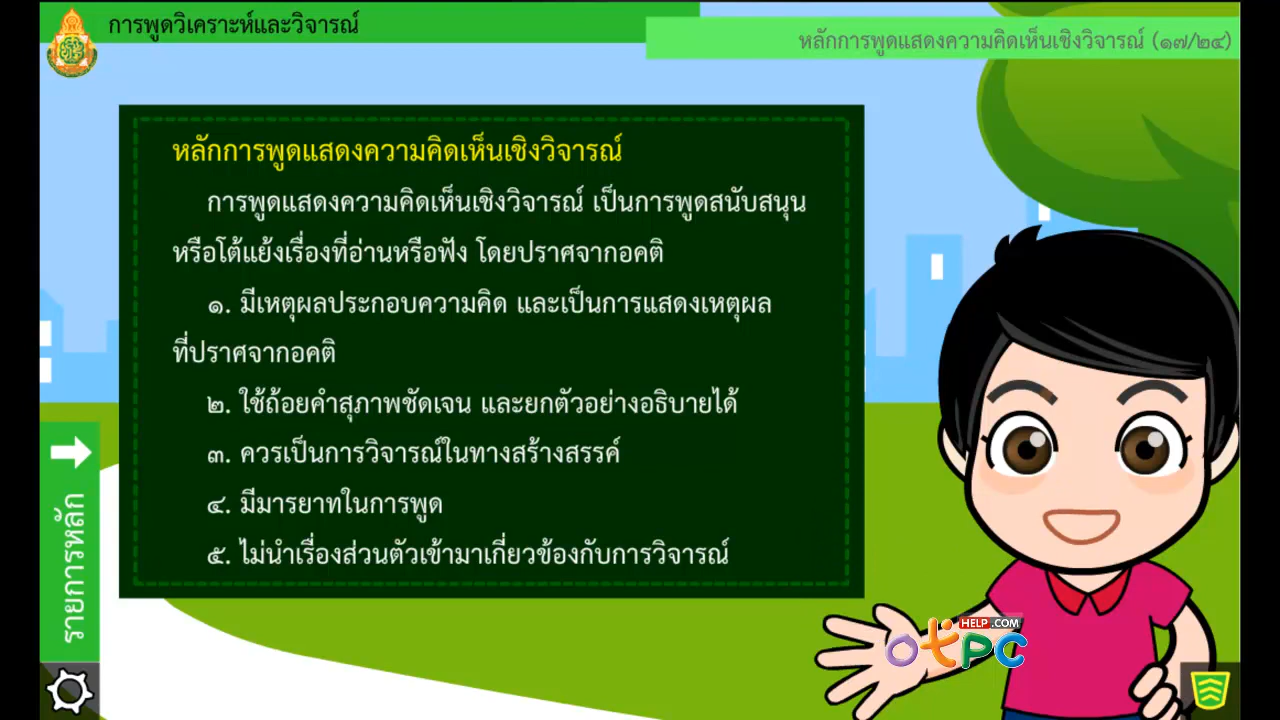 การพูดวิเคราะห์และวิจารณ์
หลักการพูดแสดงความคิดเห็นเชิงวิจารณ์ (๑๗/๒๔)
หลักการพูดแสดงความคิดเห็นเชิงวิจารณ์
การพูดแสดงความคิดเห็นเชิงวิจารณ์ เป็นการพูดสนับสนุน
หรือโต้แย้งเรื่องที่อ่านหรือฟัง โดยปราศจากอคติ
๑. มีเหตุผลประกอบความคิด และเป็นการแสดงเหตุผล
ที่ปราศจากอคติ
๒. ใช้ถ้อยคำสุภาพชัดเจน และยกตัวอย่างอธิบายได้
๓. ควรเป็นการวิจารณ์ในทางสร้างสรรค์
๔. มีมารยาทในการพูด
๕. ไม่นำเรื่องส่วนตัวเข้ามาเกี่ยวข้องกับการวิจารณ์
รายการหลัก
HELP.COM
OtPC